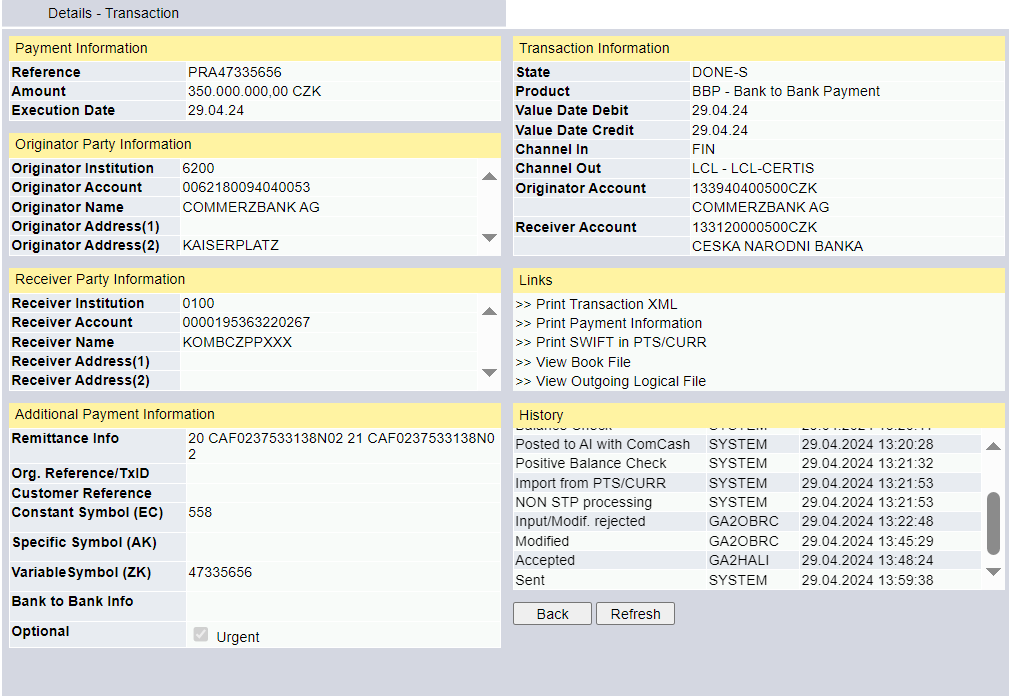 Details - Transaction
Payment Information
Reference PRA47335656
Amount 350.000.000,00 CZK
Execution Date 29.04.24
Originator Party Information
Originator Institution 6200
Originator Account 0062180094040053
Originator Name COMMERZBANK AG
Originator Address(1)
Originator Address(2) KAISERPLATZ
Receiver Party Information
Receiver Institution 0100
Receiver Account 0000195363220267
Receiver Name KOMBCZPPXXX
Receiver Address(1)
Receiver Address(2)
Additional Payment Information
Remittance Info 20 CAF0237533138N02 21 CAF0237533138N0
2
Org. Reference/TxID
Customer Reference
Constant Symbol (EC) 558
Specific Symbol (AK)
VariableSymbol (ZK) 47335656
Bank to Bank Info
Optional Urgent
Transaction Information
State DONE-S
Product BBP - Bank to Bank Payment
Value Date Debit 29.04.24
Value Date Credit 29.04.24
Channel In FIN
Channel Out LCL - LCL-CERTIS
Originator Account 133940400500CZK
COMMERZBANK AG
Receiver Account 133120000500CZK
CESKA NARODNI BANKA
Links
>> Print Transaction XML
>> Print Payment Information
>> Print SWIFT in PTS/CURR
>> View Book File
>> View Outgoing Logical File
History
Balance Check SYSTEM
Posted to AI with ComCash SYSTEM 29.04.2024 13:20:28
Positive Balance Check SYSTEM 29.04.2024 13:21:32
Import from PTS/CURR SYSTEM 29.04.2024 13:21:53
NON STP processing SYSTEM 29.04.2024 13:21:53
Input/Modif. rejected GA2OBRC 29.04.2024 13:22:48
Modified GA2OBRC 29.04.2024 13:45:29
Accepted GA2HALI 29.04.2024 13:48:24
Sent SYSTEM 29.04.2024 13:59:38
Back Refresh